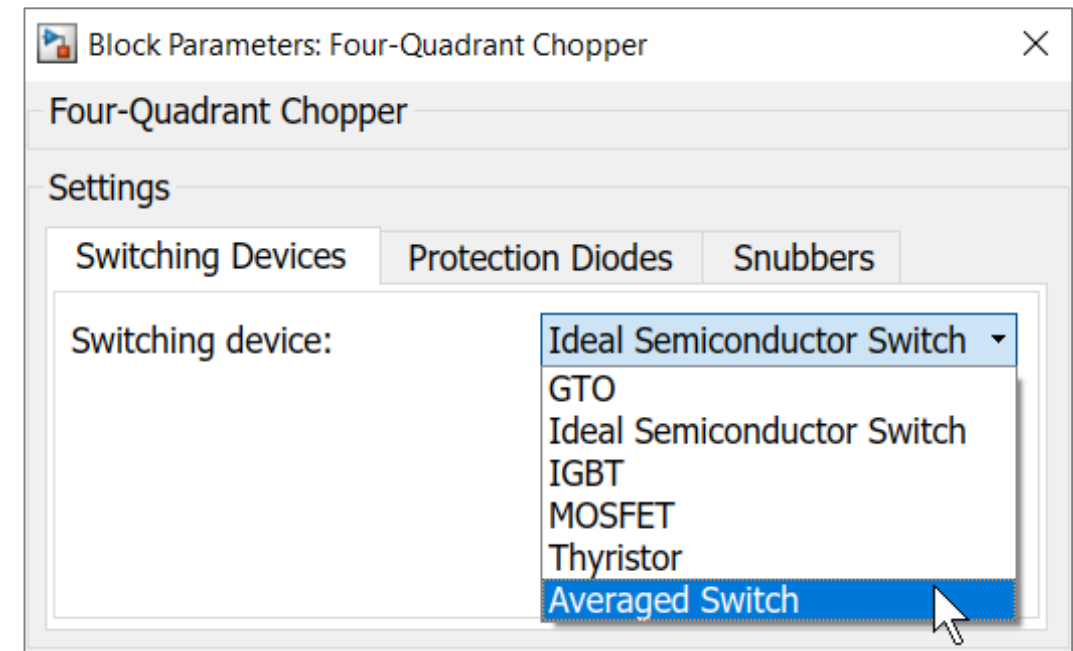 Block Parameters: Four-Quadrant Chopper
Four-Quadrant Chopper
Settings
Switching Devices Protection Diodes Snubbers
Switching device: Ideal Semiconductor Switch
GTO
Ideal Semiconductor Switch
IGBT
MOSFET
Thyristor
Averaged Switch